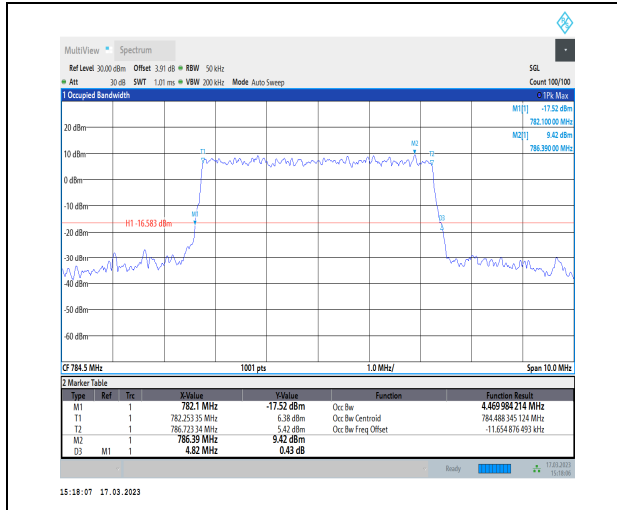 MultiView Spectrum
Ref Level 30.00 dBm Offset 3.91 dB RBW 50 kHz SGL
Att 30 dB SWT 1.01 ms VBW 200 kHz Mode Auto Sweep Count 100/100
1 Occupied Bandwidth 1Pk Max
M1[1] -17.52 dBm
782.10000 MHz
M2[1] 9.42 dBm
786.39000 MHz
20 dBm
M2
T1
T2
10 dBm
0 dBm
-10 dBm
M1
D3
H1 -16.583 dBm
-20 dBm
-30 dBm
-40 dBm
-50 dBm
-60 dBm
CF 784.5 MHz 1001 pts 1.0 MHz/ Span 10.0 MHz
2 Marker Table
Type Ref Trc X-Value Y-Value Function Function Result
M1 1 782.1 MHz -17.52 dBm Occ Bw 4.469 984 214 MHz
T1 1 782.253 35 MHz 6.38 dBm Occ Bw Centroid 784.488 345 124 MHz
T2 1 786.723 34 MHz 5.42 dBm Occ Bw Freq Offset -11.654 876 493 kHz
M2 1 786.39 MHz 9.42 dBm
D3 M1 1 4.82 MHz 0.43 dB
Ready 17.03.2023
15:18:06
15:18:07 17.03.2023